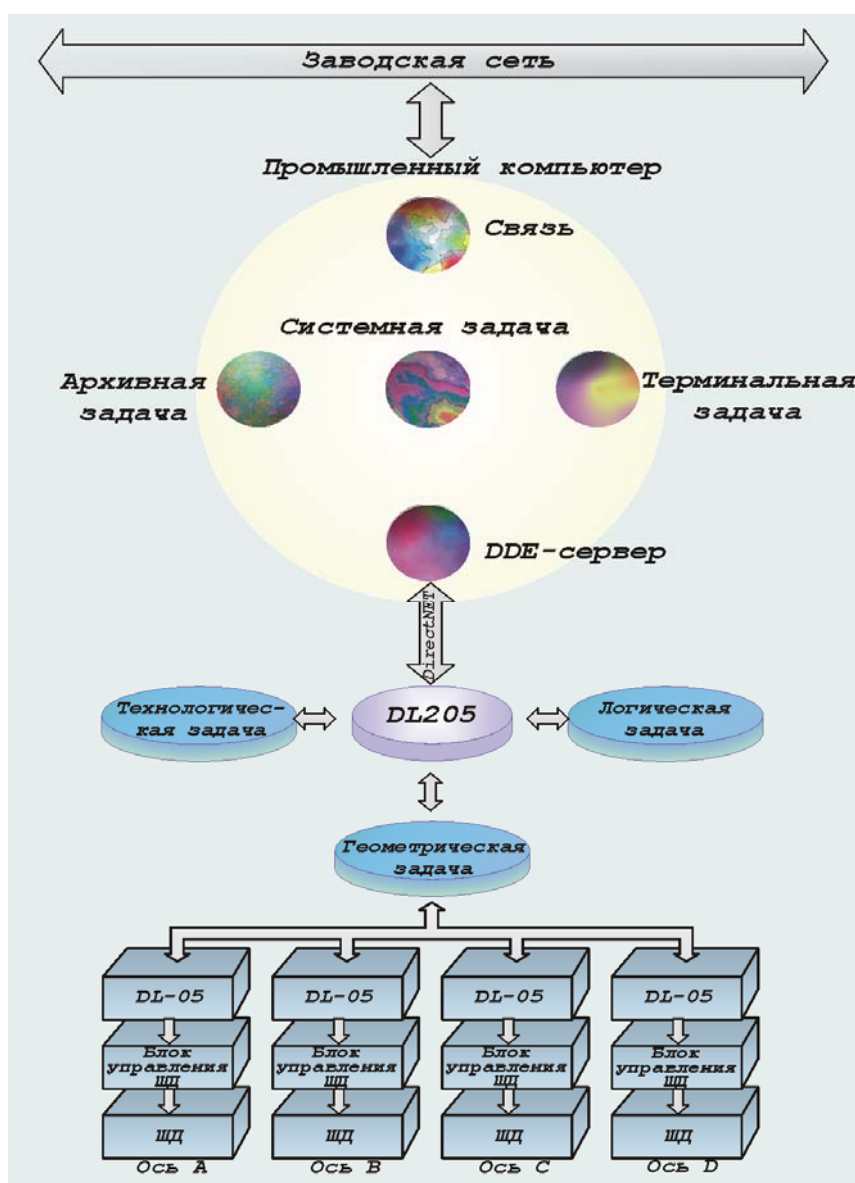 Заводская сеть
Промышленный компьютер
Связь
Системная задача
Архивная
задача
Терминальная
задача
DDE-сервер
DirectNET
Технологичес-
кая задача
DL205
Логическая
задача
Геометрическая
задача
DL-05
DL-05
DL-05
DL-05
Блок
управления
ШД
Блок
управления
ШД
Блок
управления
ШД
Блок
управления
ШД
ШД
ШД
ШД
ШД
Ось A
Ось B
Ось C
Ось D